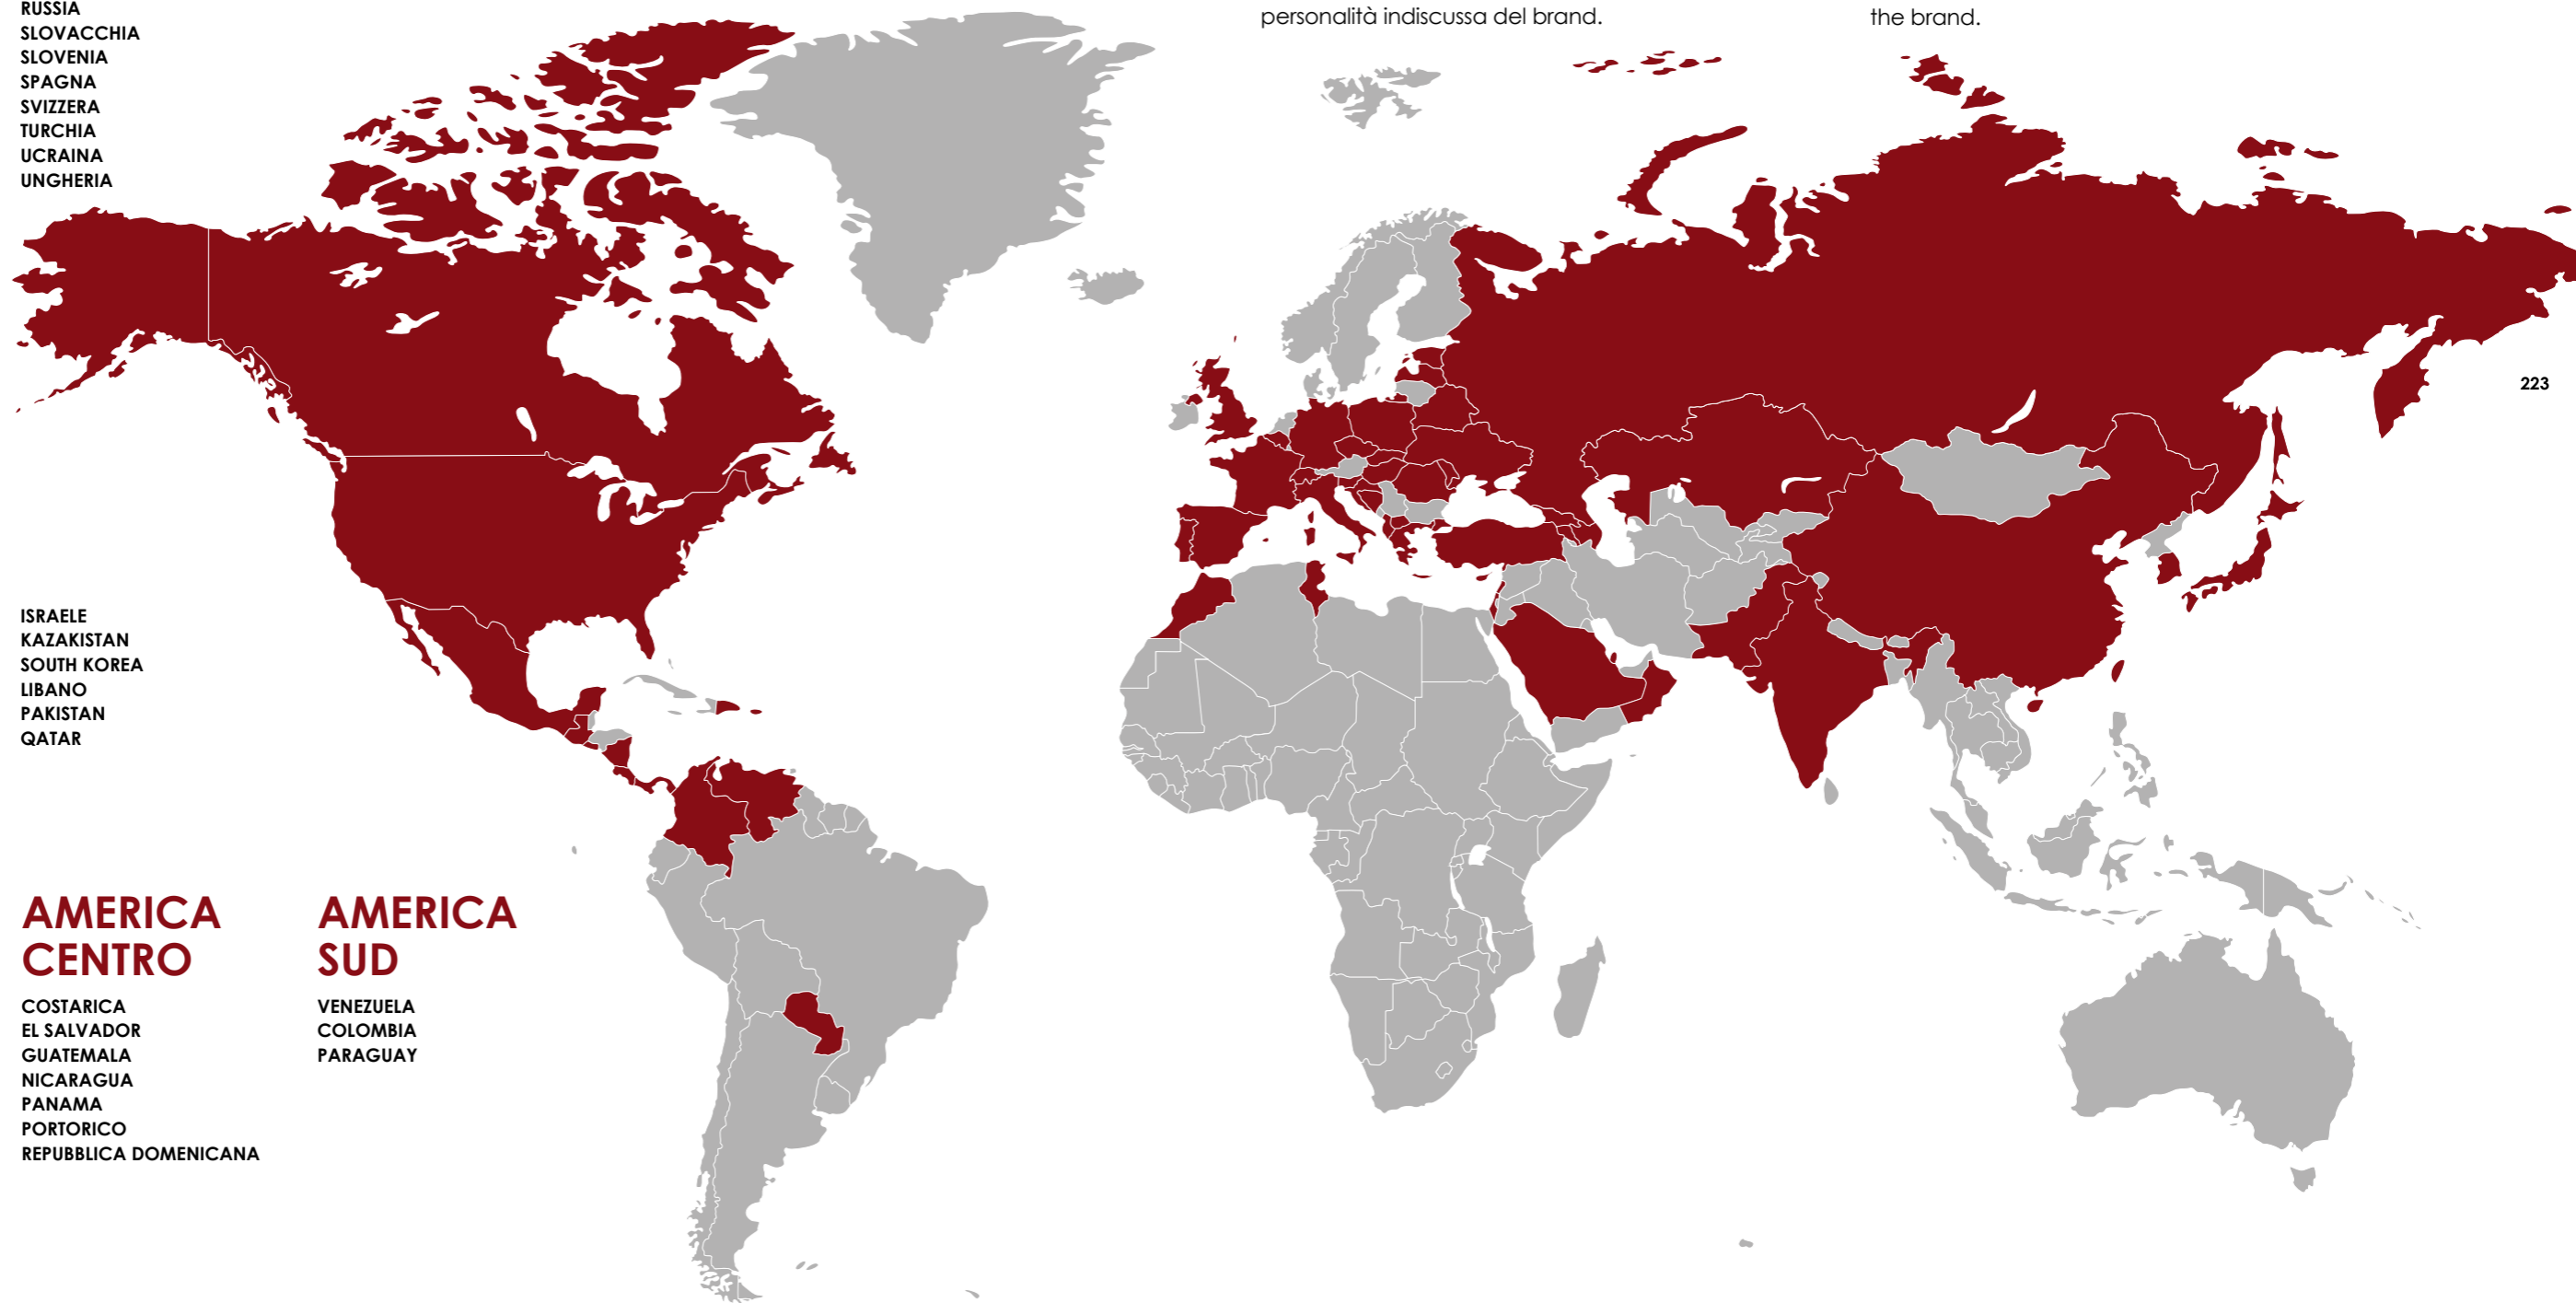 RUSSIA
SLOVACCHIA
SLOVENIA
SPAGNA
SVIZZERA
TURCHIA
UCRAINA
UNGHERIA
personalità indiscussa del brand.
the brand.
223
ISRAELE
KAZAKISTAN
SOUTH KOREA
LIBANO
PAKISTAN
QATAR
AMERICA
CENTRO
COSTARICA
EL SALVADOR
GUATEMALA
NICARAGUA
PANAMA
PORTORICO
REPUBBLICA DOMENICANA
AMERICA
SUD
VENEZUELA
COLOMBIA
PARAGUAY